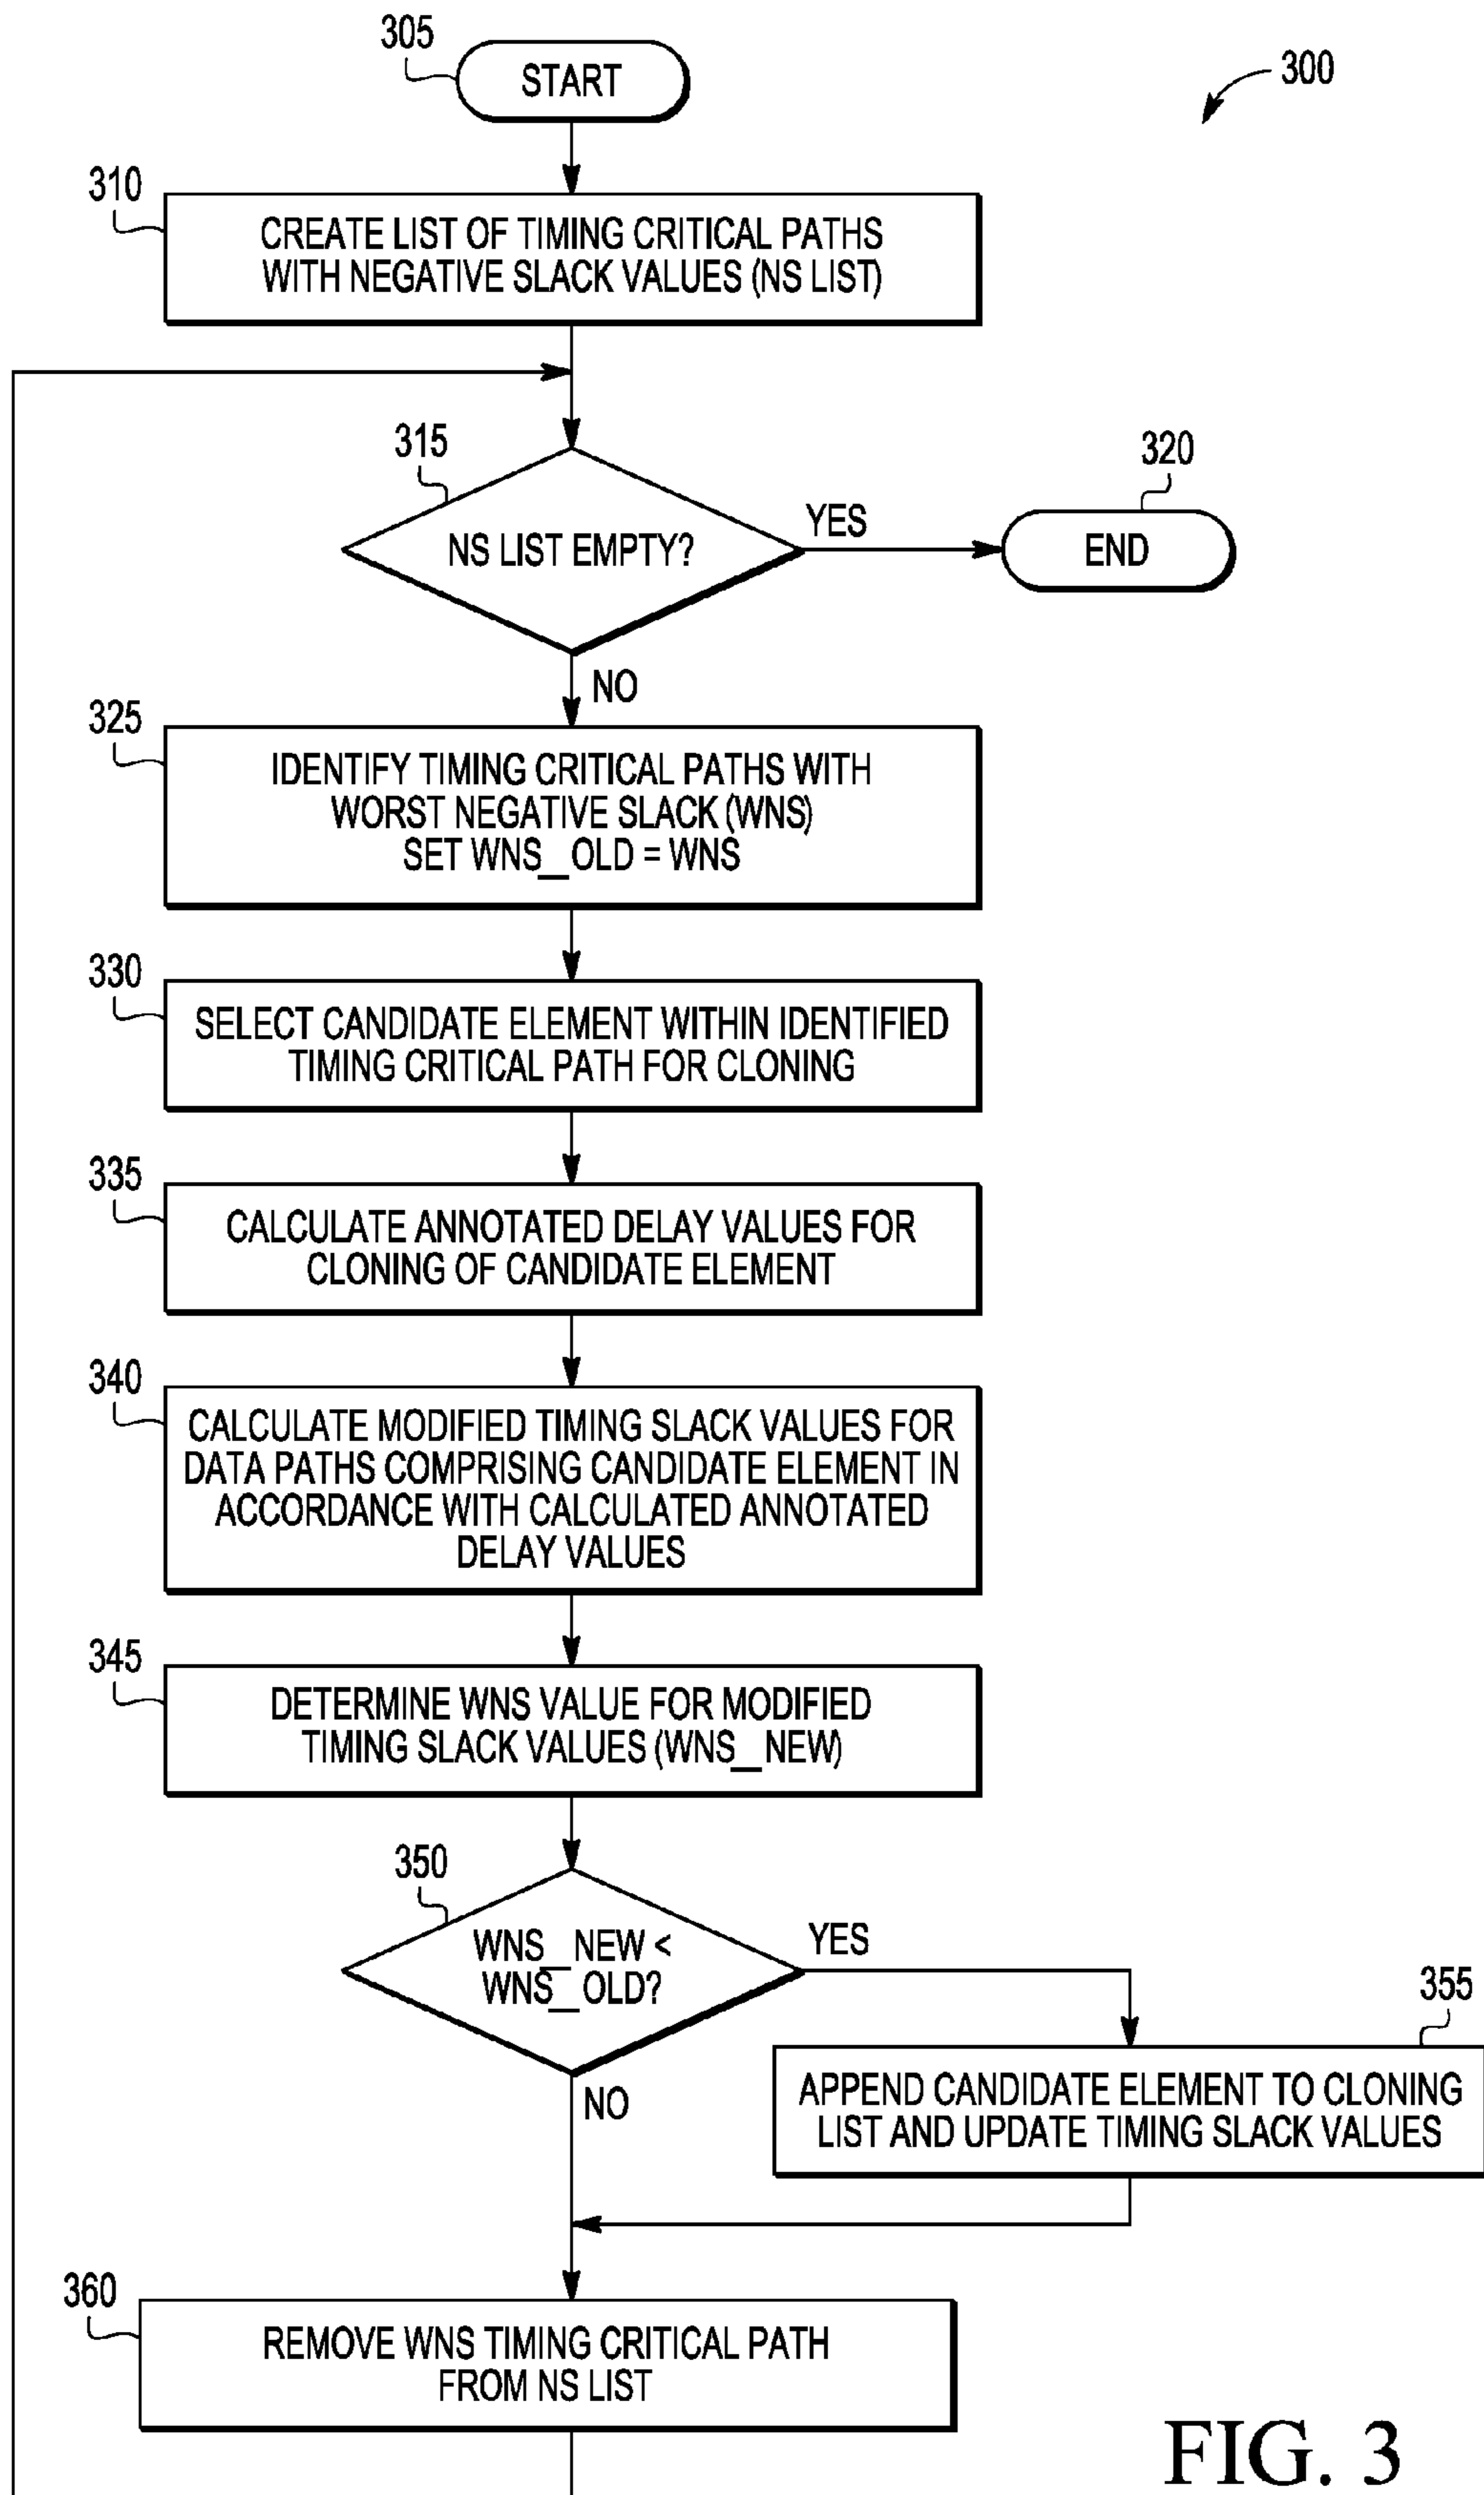 305
START
300
310
CREATE LIST OF TIMING CRITICAL PATHS
WITH NEGATIVE SLACK VALUES (NS LIST)
315
NS LIST EMPTY?
YES
320
END
NO
325
IDENTIFY TIMING CRITICAL PATHS WITH
WORST NEGATIVE SLACK (WNS)
SET WNS_OLD = WNS
330
SELECT CANDIDATE ELEMENT WITHIN IDENTIFIED
TIMING CRITICAL PATH FOR CLONING
335
CALCULATE ANNOTATED DELAY VALUES FOR
CLONING OF CANDIDATE ELEMENT
340
CALCULATE MODIFIED TIMING SLACK VALUES FOR
DATA PATHS COMPRISING CANDIDATE ELEMENT IN
ACCORDANCE WITH CALCULATED ANNOTATED
DELAY VALUES
345
DETERMINE WNS VALUE FOR MODIFIED
TIMING SLACK VALUES (WNS_NEW)
350
WNS_NEW <
WNS_OLD?
YES
355
APPEND CANDIDATE ELEMENT TO CLONING
LIST AND UPDATE TIMING SLACK VALUES
NO
360
REMOVE WNS TIMING CRITICAL PATH
FROM NS LIST
FIG. 3